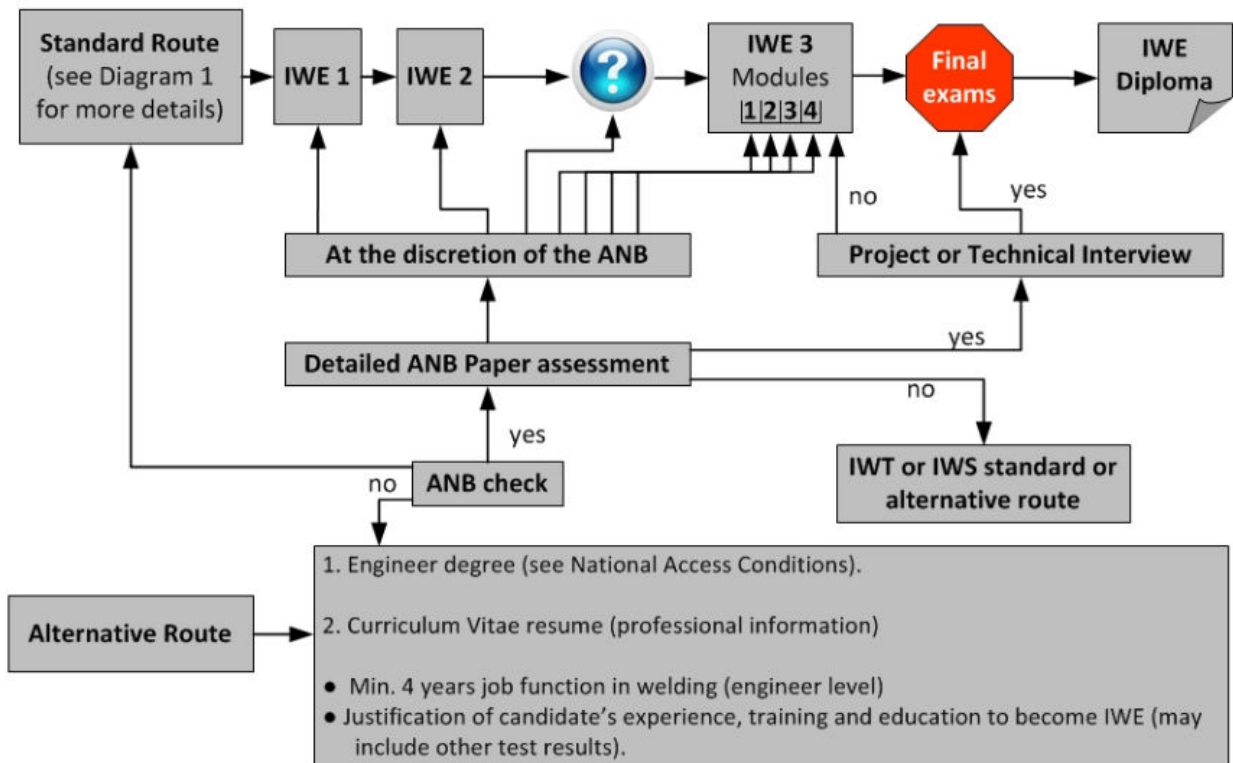 Standard Route
(see Diagram 1
for more details)
IWE 1
IWE 2
?
IWE 3
Modules
1 2 3 4
Final
exams
IWE
Diploma
no
yes
At the discretion of the ANB
Project or Technical Interview
yes
Detailed ANB Paper assessment
no
yes
IWT or IWS standard or
alternative route
no
ANB check
Alternative Route
1. Engineer degree (see National Access Conditions).
2. Curriculum Vitae resume (professional information)
● Min. 4 years job function in welding (engineer level)
● Justification of candidate’s experience, training and education to become IWE (may
include other test results).